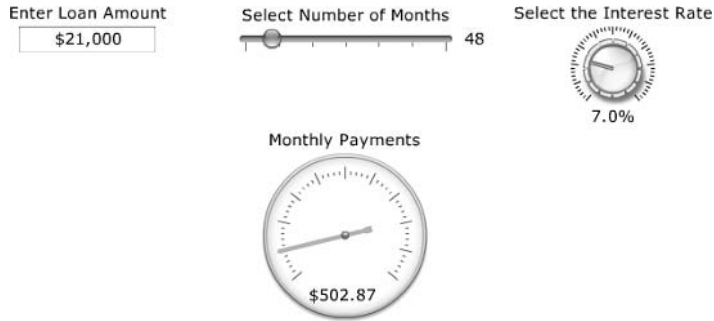 Enter Loan Amount
$21,000
Select Number of Months
48
Select the Interest Rate
7.0%
Monthly Payments
$502.87